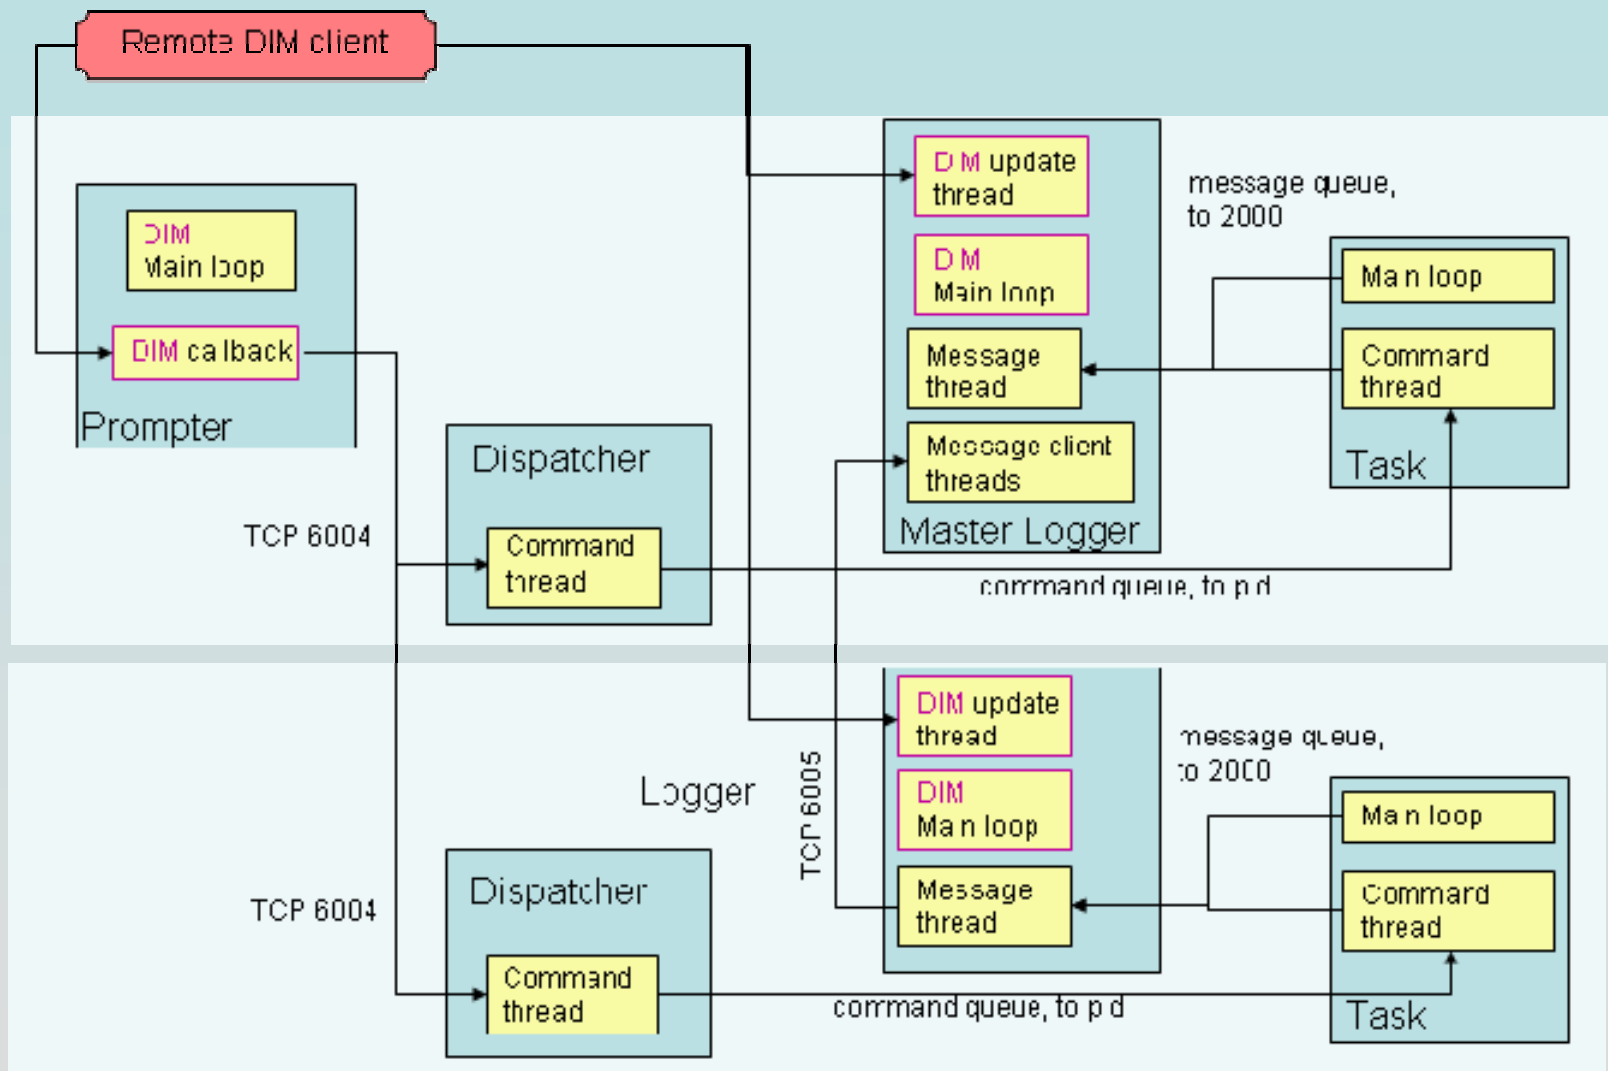 Remote DIM client
DIM update
thread
message queue,
to 2000
DIM
Main loop
DIM
Main loop
Main loop
DIM callback
Message
thread
Command
thread
Prompter
Dispatcher
Message client
threads
Task
TCP 6004
Command
thread
Master Logger
command queue, to pid
DIM update
thread
message queue,
to 2000
Logger
TCP 6005
DIM
Main loop
Main loop
Dispatcher
TCP 6004
Message
thread
Command
thread
Command
thread
command queue, to pid
Task